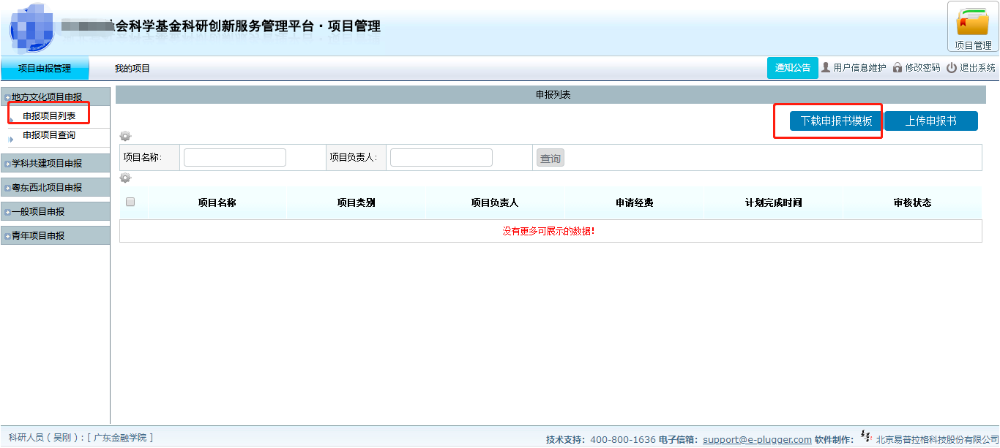 会科学基金科研创新服务管理平台·项目管理
项目管理
项目申报管理 我的项目 通知公告 用户信息维护 修改密码 退出系统
地方文化项目申报
申报项目列表
申报项目查询
学科共建项目申报
粤东西北项目申报
一般项目申报
青年项目申报
申报列表
下载申报书模板 上传申报书
项目名称: 项目负责人: 查询
项目名称 项目类别 项目负责人 申请经费 计划完成时间 审核状态
没有更多可展示的数据!
科研人员 ( 吴刚 ) : [ 广东金融学院 ]
技术支持: 400-800-1636 电子信箱: support@e-plugger.com 软件制作: 北京易普拉格科技股份有限公司